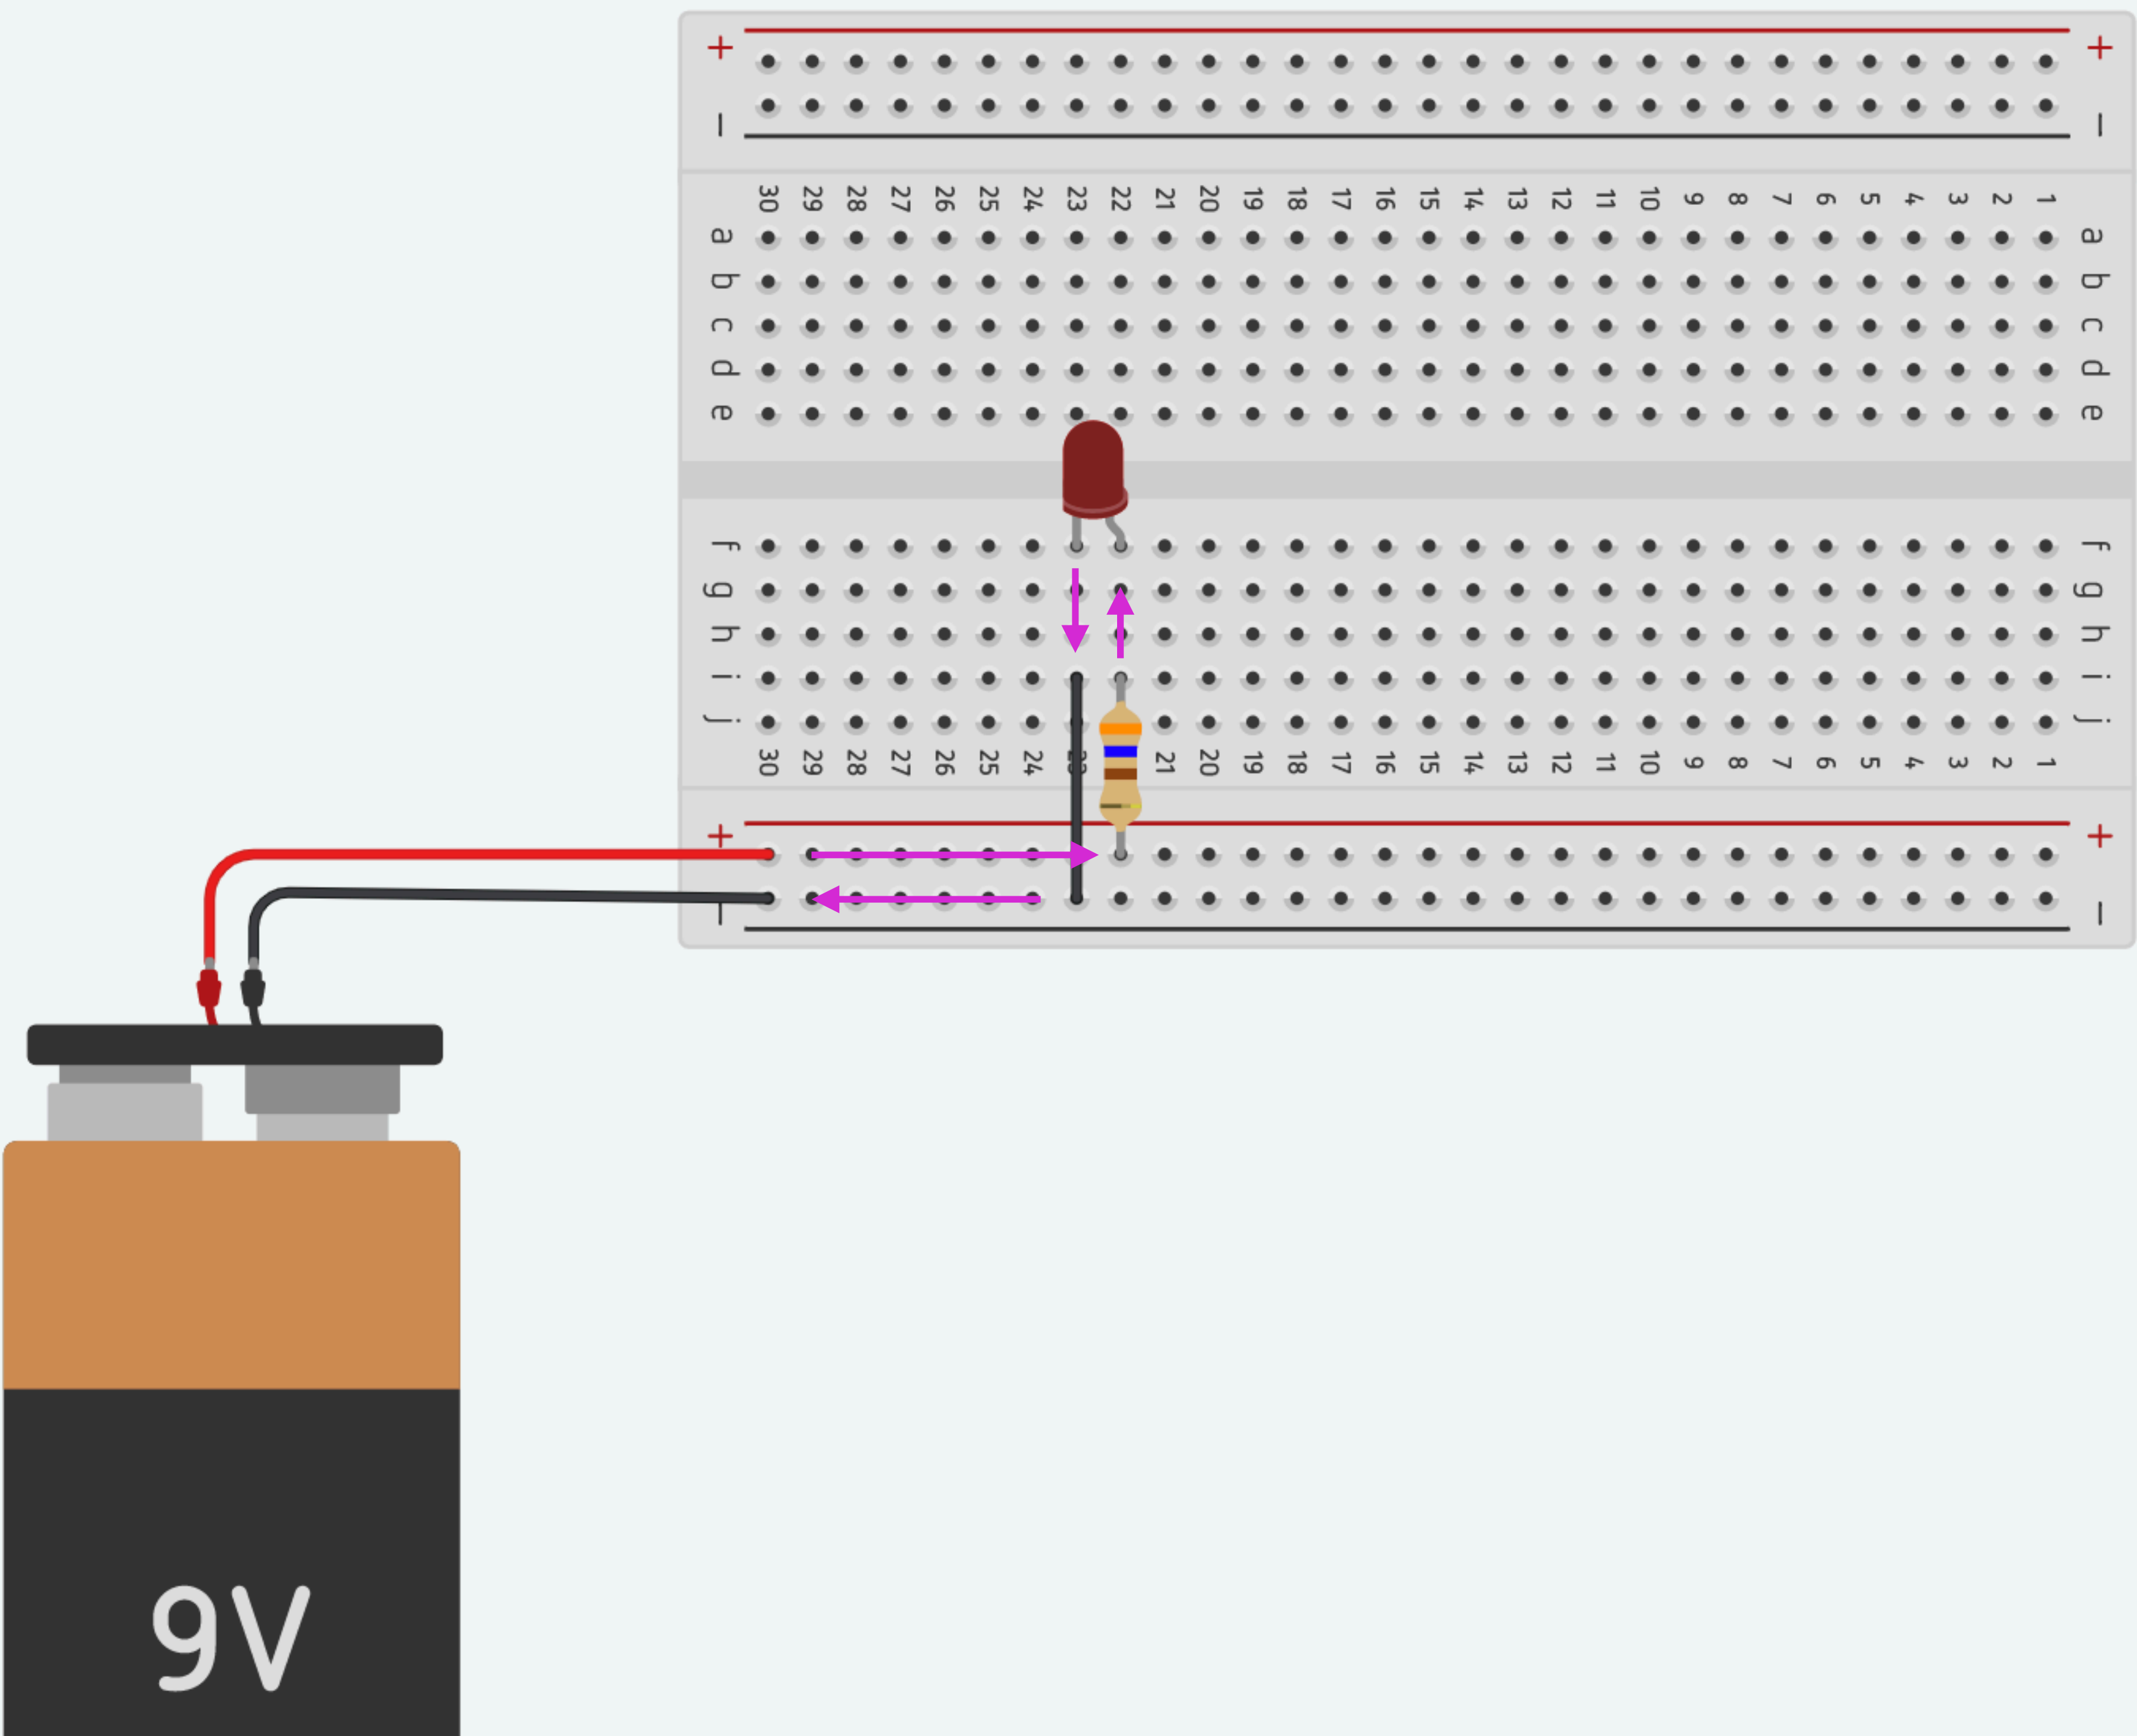 + +
– –
30 29 28 27 26 25 24 23 22 21 20 19 18 17 16 15 14 13 12 11 10 9 8 7 6 5 4 3 2 1
a a
b b
c c
d d
e e
f f
g g
h h
i i
j j
30 29 28 27 26 25 24 21 20 19 18 17 16 15 14 13 12 11 10 9 8 7 6 5 4 3 2 1
+ +
– –
9V